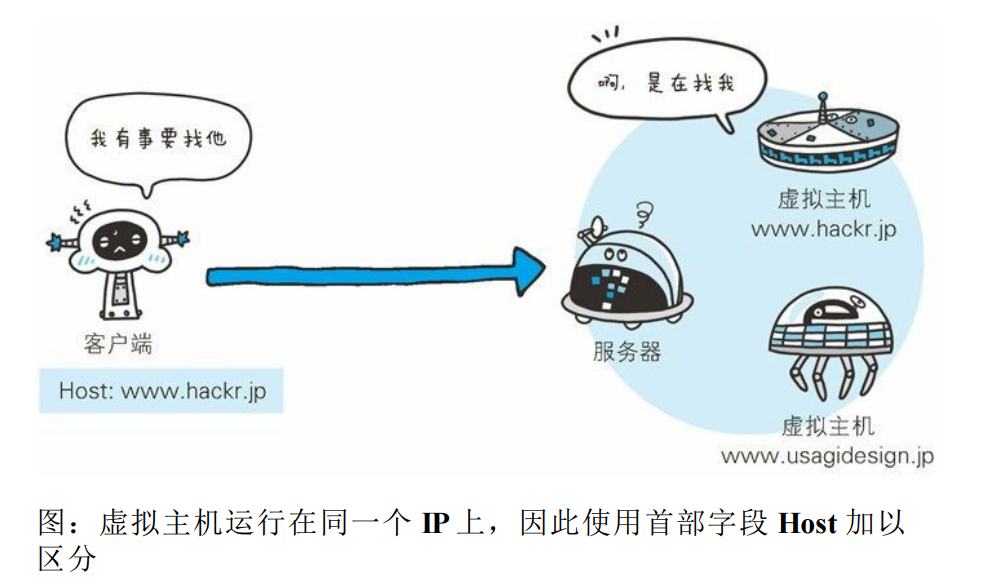 我有事要找他
啊，是在找我
虚拟主机
www.hackr.jp
客户端
Host: www.hackr.jp
服务器
虚拟主机
www.usagidesign.jp
图：虚拟主机运行在同一个 IP 上，因此使用首部字段 Host 加以
区分